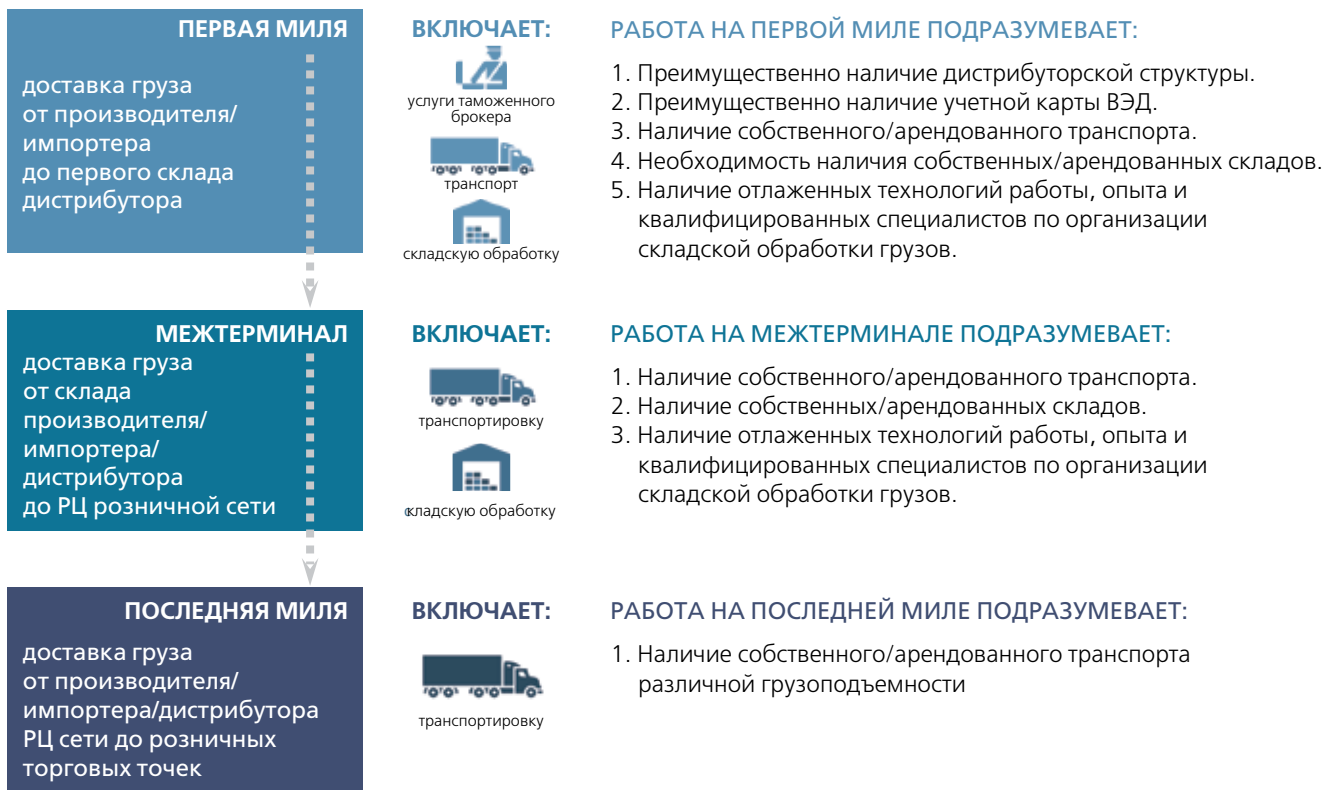 ПЕРВАЯ МИЛЯ
доставка груза
от производителя/
импортера
до первого склада
дистрибутора
ВКЛЮЧАЕТ:
услуги таможенного
брокера
транспорт
складскую обработку
РАБОТА НА ПЕРВОЙ МИЛЕ ПОДРАЗУМЕВАЕТ:
1. Преимущественно наличие дистрибуторской структуры.
2. Преимущественно наличие учетной карты ВЭД.
3. Наличие собственного/арендованного транспорта.
4. Необходимость наличия собственных/арендованных складов.
5. Наличие отлаженных технологий работы, опыта и
квалифицированных специалистов по организации
складской обработки грузов.
МЕЖТЕРМИНАЛ
доставка груза
от склада
производителя/
импортера/
дистрибутора
до РЦ розничной сети
ВКЛЮЧАЕТ:
транспортировку
складскую обработку
РАБОТА НА МЕЖТЕРМИНАЛЕ ПОДРАЗУМЕВАЕТ:
1. Наличие собственного/арендованного транспорта.
2. Наличие собственных/арендованных складов.
3. Наличие отлаженных технологий работы, опыта и
квалифицированных специалистов по организации
складской обработки грузов.
ПОСЛЕДНЯЯ МИЛЯ
доставка груза
от производителя/
импортера/дистрибутора
РЦ сети до розничных
торговых точек
ВКЛЮЧАЕТ:
транспортировку
РАБОТА НА ПОСЛЕДНЕЙ МИЛЕ ПОДРАЗУМЕВАЕТ:
1. Наличие собственного/арендованного транспорта
различной грузоподъемности